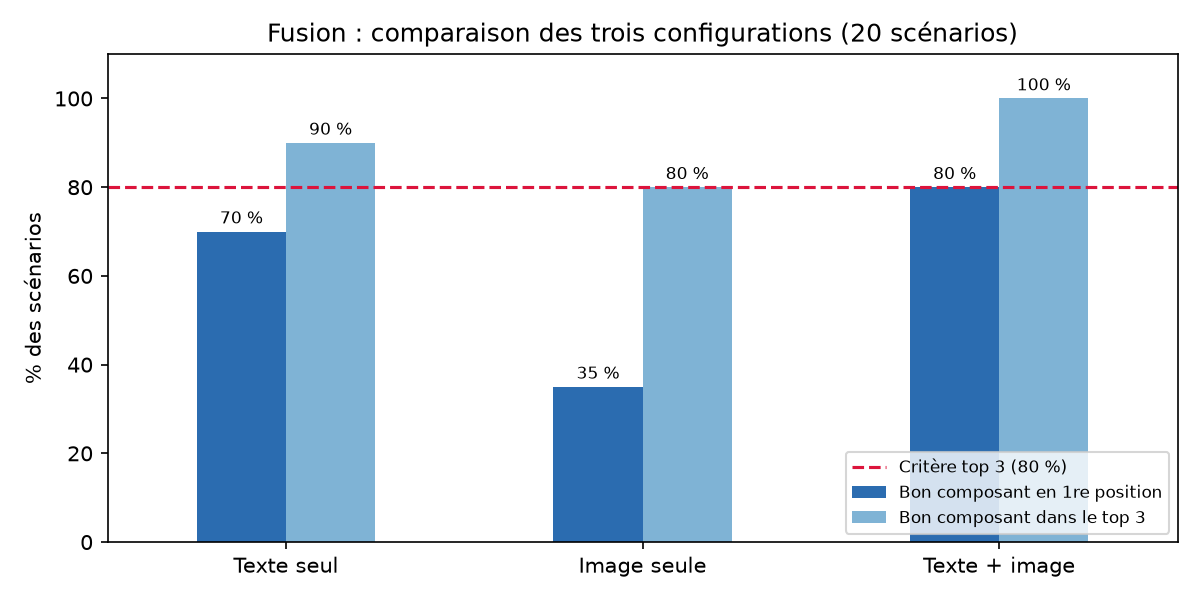 Fusion : comparaison des trois configurations (20 scénarios)
% des scénarios
100
80
60
40
20
0
70 %
90 %
35 %
80 %
80 %
100 %
Texte seul
Image seule
Texte + image
Critère top 3 (80 %)
Bon composant en 1re position
Bon composant dans le top 3